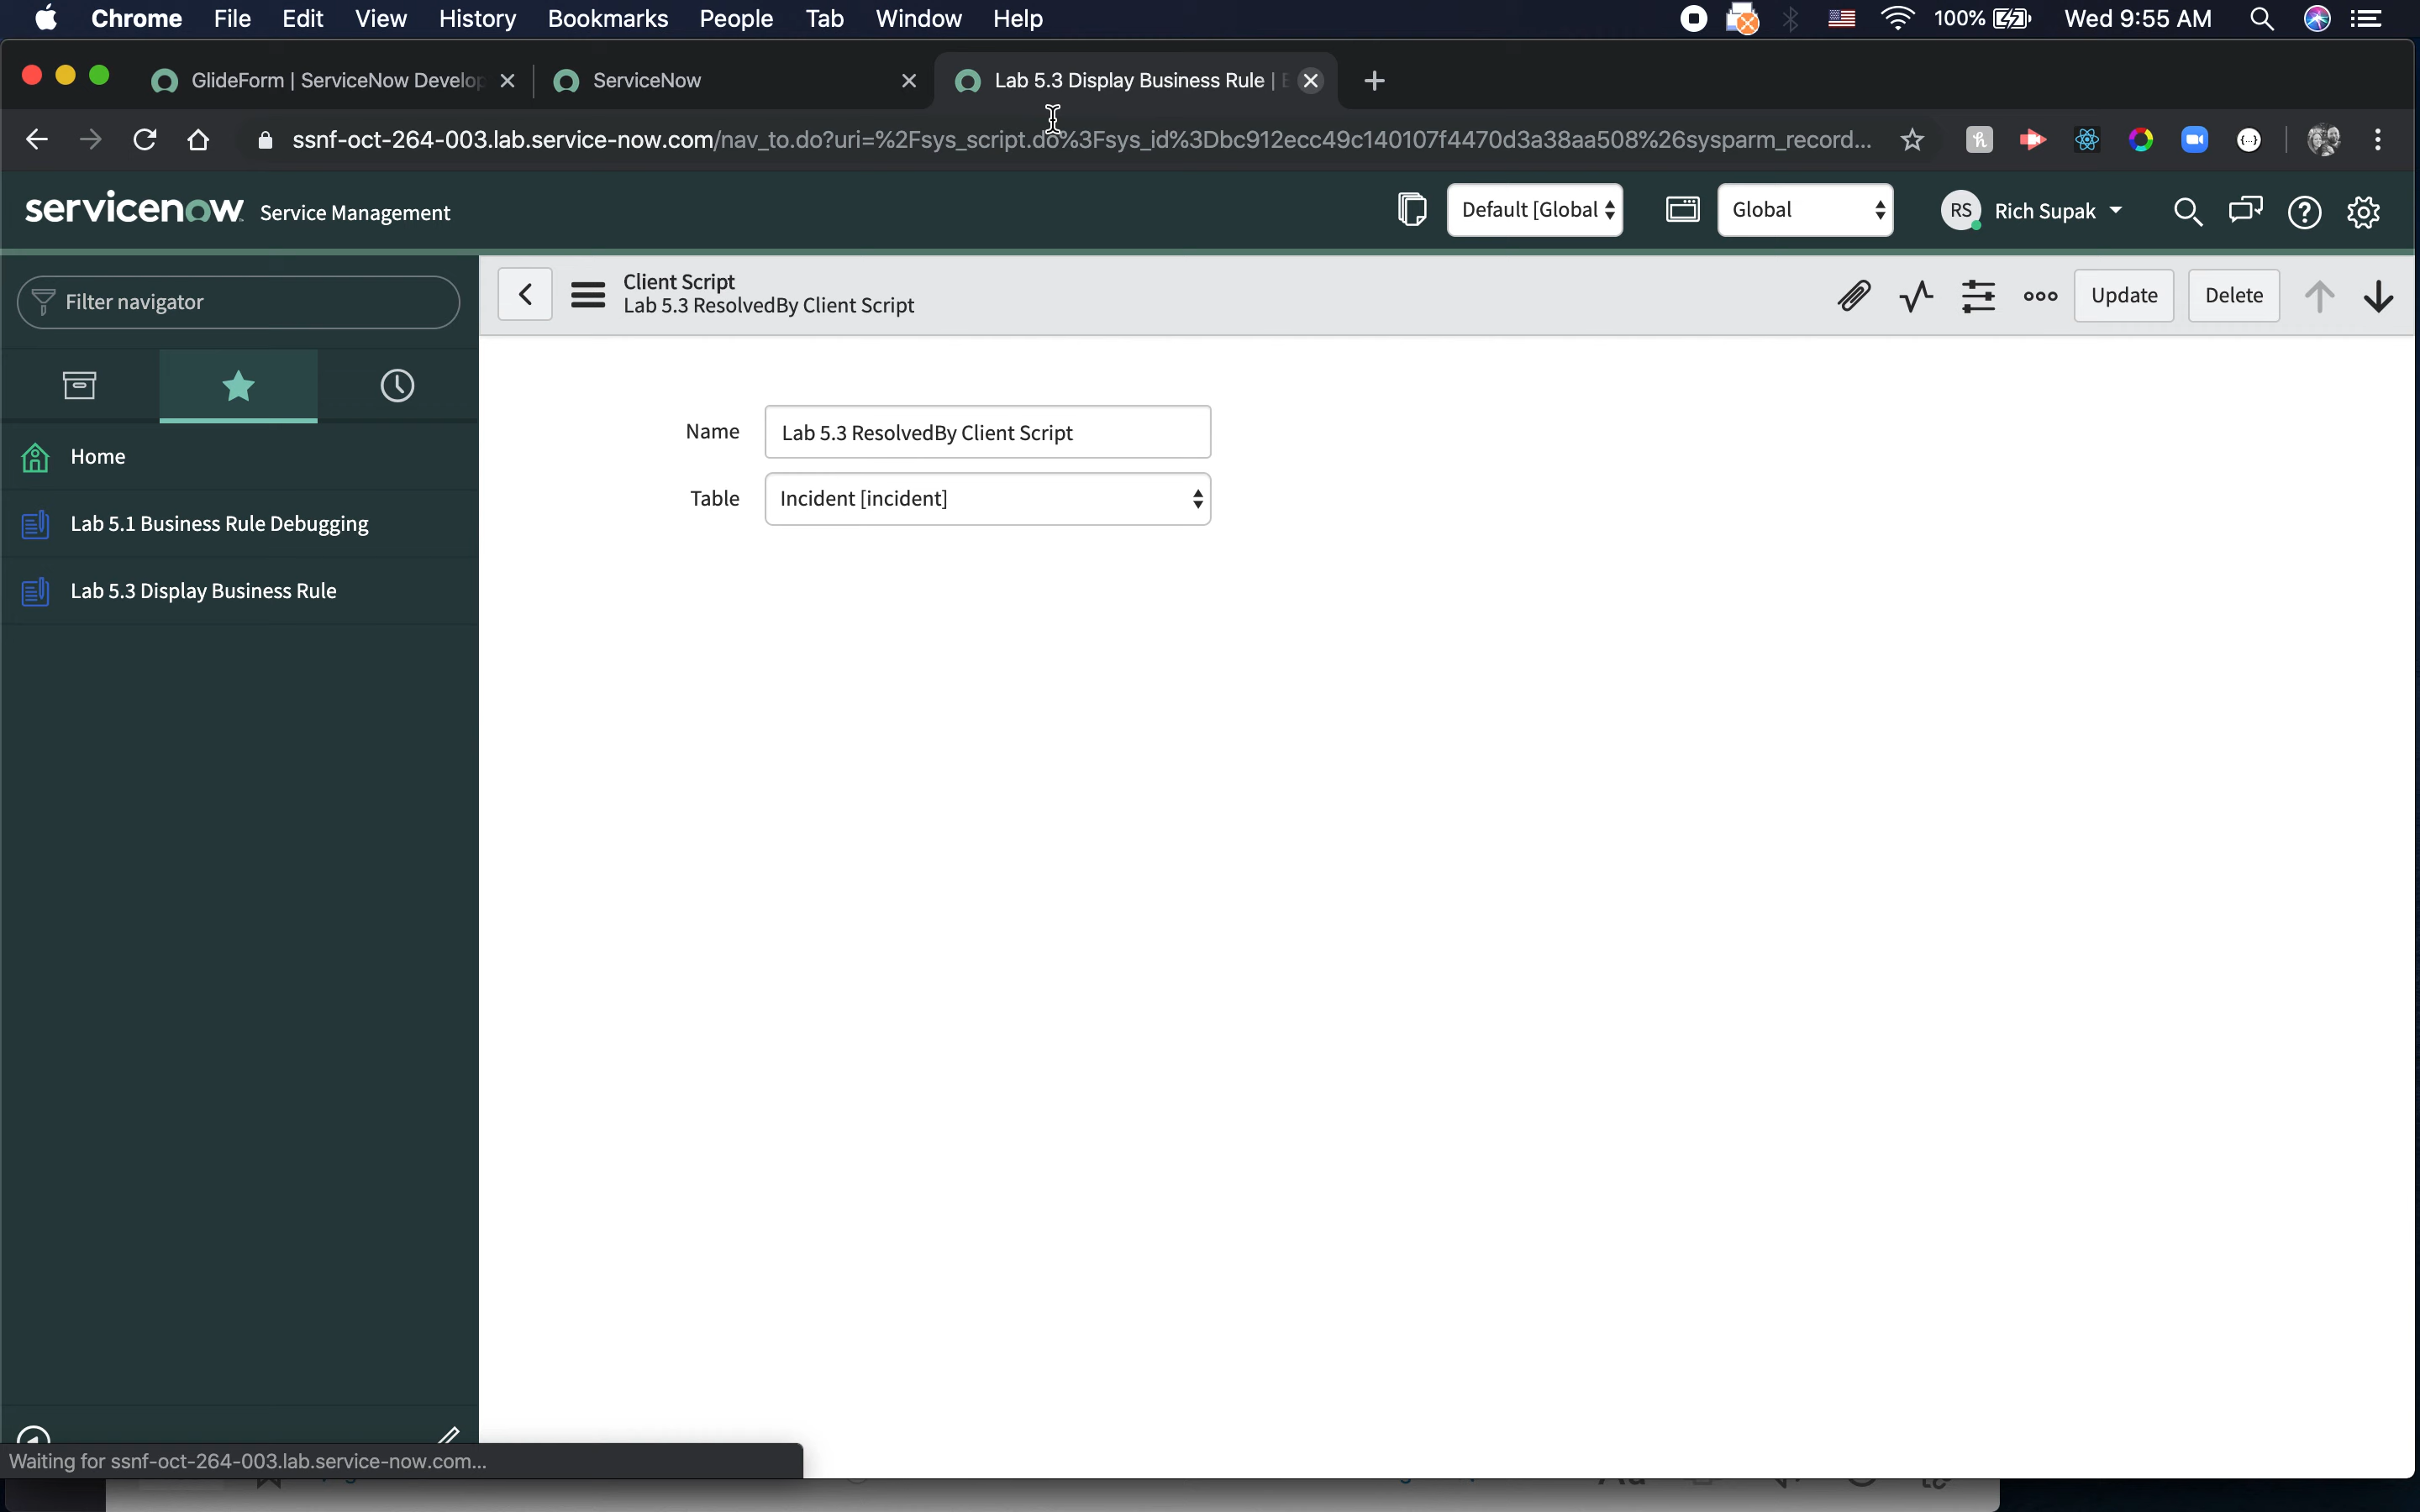 Chrome File Edit View History Bookmarks People Tab Window Help 100% Wed 9:55 AM
GlideForm | ServiceNow Develop ServiceNow Lab 5.3 Display Business Rule |
ssnf-oct-264-003.lab.service-now.com/nav_to.do?uri=%2Fsys_script.do%3Fsys_id%3Dbc912ecc49c140107f4470d3a38aa508%26sysparm_record...
servicenow Service Management Default [Global Global RS Rich Supak
Filter navigator
Client Script
Lab 5.3 ResolvedBy Client Script
Update Delete
Home
Lab 5.1 Business Rule Debugging
Lab 5.3 Display Business Rule
Name Lab 5.3 ResolvedBy Client Script
Table Incident [incident]
Waiting for ssnf-oct-264-003.lab.service-now.com...